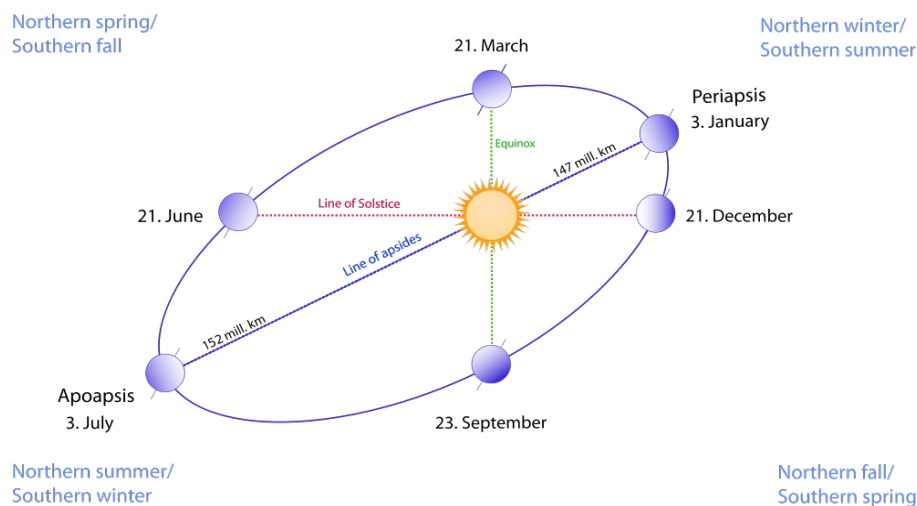 Northern spring/
Southern fall
21. March
Northern winter/
Southern summer
Periapsis
3. January
Equinox
147 mill. km
21. June
Line of Solstice
21. December
Line of apsides
152 mill. km
Apoapsis
3. July
23. September
Northern summer/
Southern winter
Northern fall/
Southern spring